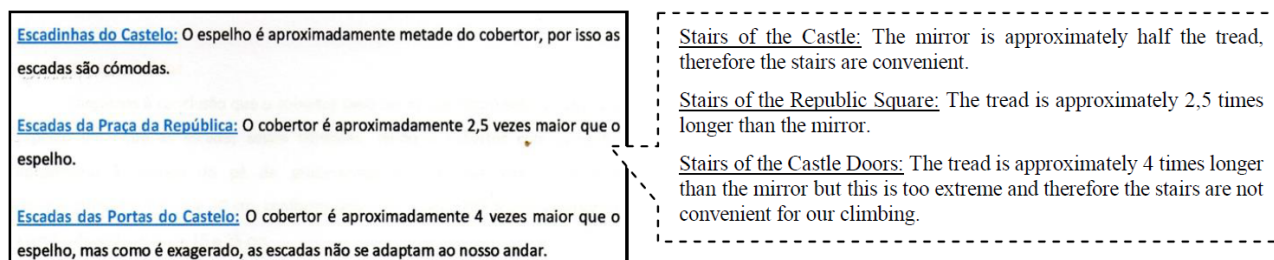 Escadinhas do Castelo: O espelho é aproximadamente metade do cobertor, por isso as
escadas são cómodas.
Escadas da Praça da República: O cobertor é aproximadamente 2,5 vezes maior que o
espelho.
Escadas das Portas do Castelo: O cobertor é aproximadamente 4 vezes maior que o
espelho, mas como é exagerado, as escadas não se adaptam ao nosso andar.
Stairs of the Castle: The mirror is approximately half the tread,
therefore the stairs are convenient.
Stairs of the Republic Square: The tread is approximately 2,5 times
longer than the mirror.
Stairs of the Castle Doors: The tread is approximately 4 times longer
than the mirror but this is too extreme and therefore the stairs are not
convenient for our climbing.